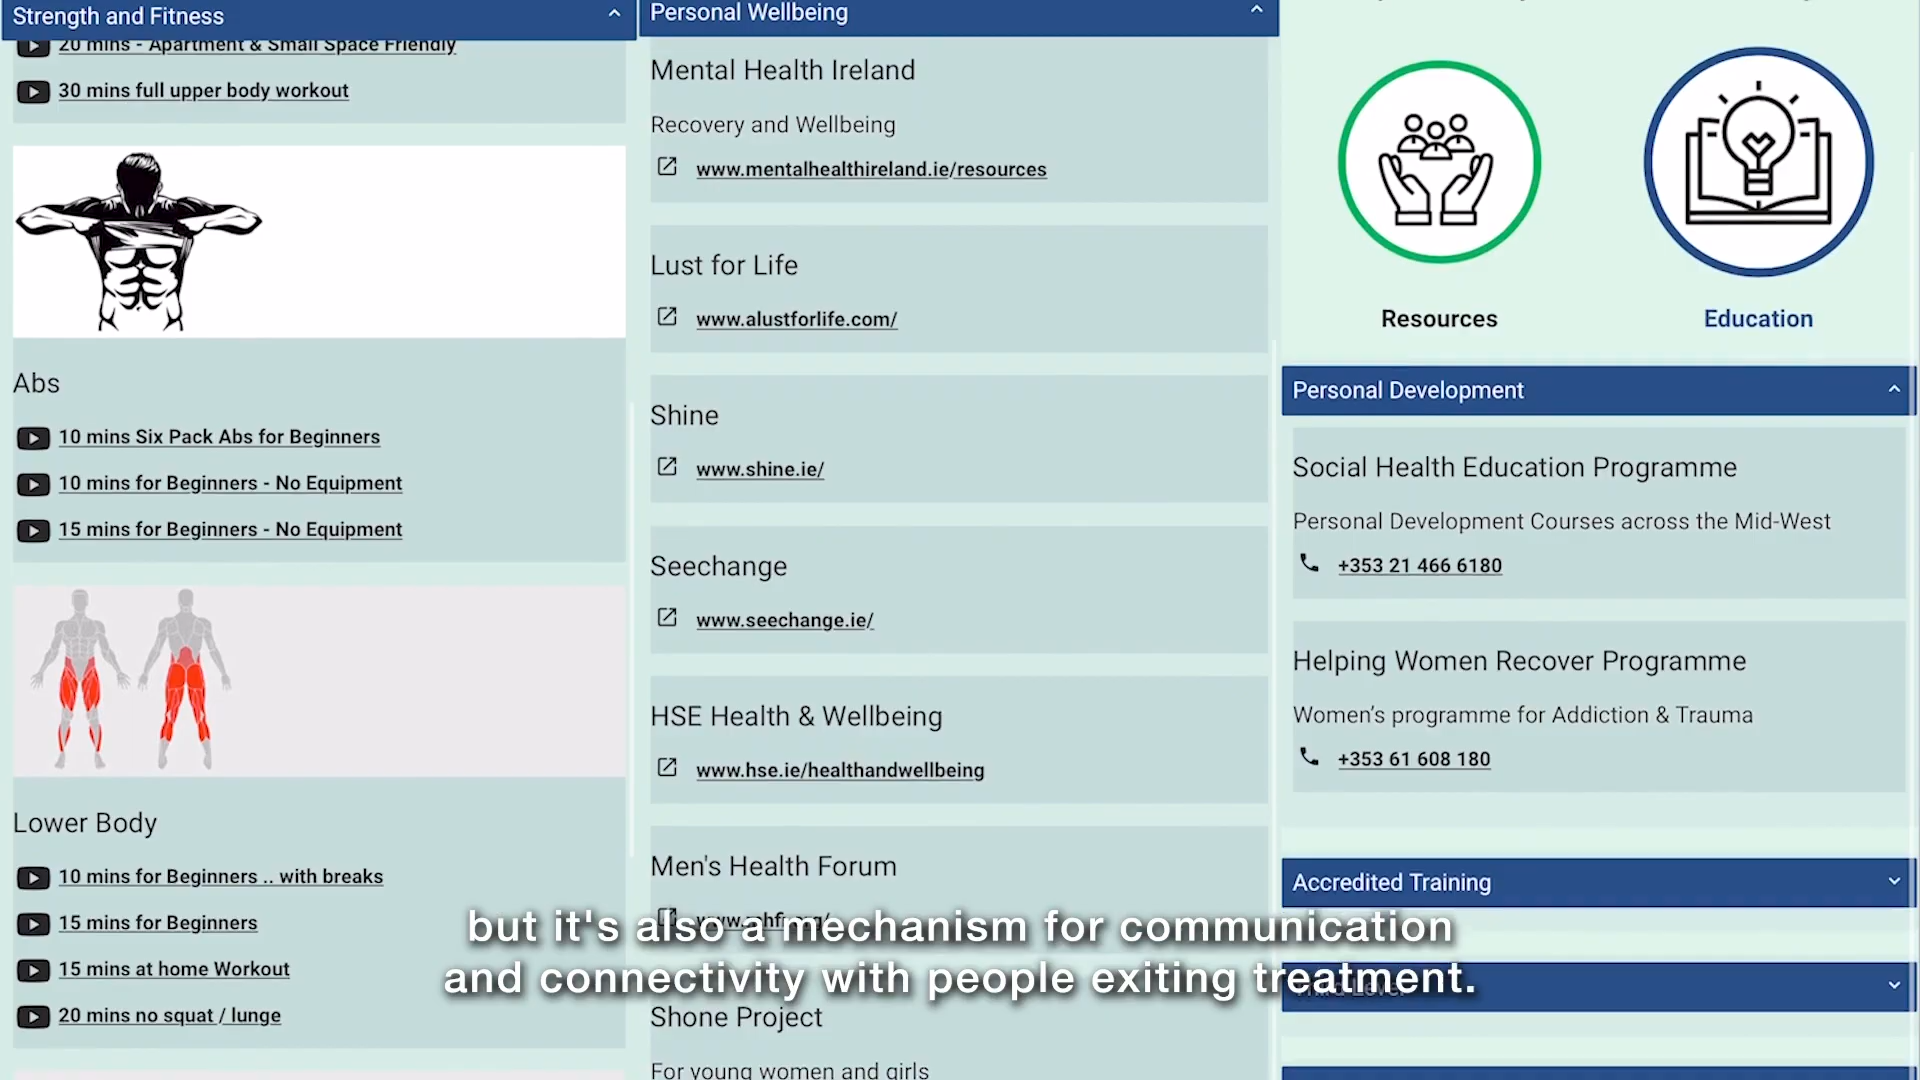 Strength and Fitness
20 mins - Apartment & Small Space Friendly
30 mins full upper body workout
Abs
10 mins Six Pack Abs for Beginners
10 mins for Beginners - No Equipment
15 mins for Beginners - No Equipment
Lower Body
10 mins for Beginners .. with breaks
15 mins for Beginners
15 mins at home Workout
20 mins no squat / lunge
Personal Wellbeing
Mental Health Ireland
Recovery and Wellbeing
www.mentalhealthireland.ie/resources
Lust for Life
www.alustforlife.com/
Shine
www.shine.ie/
Seechange
www.seechange.ie/
HSE Health & Wellbeing
www.hse.ie/healthandwellbeing
Men's Health Forum
Shone Project
For young women and girls
Resources
Education
Personal Development
Social Health Education Programme
Personal Development Courses across the Mid-West
+353 21 466 6180
Helping Women Recover Programme
Women's programme for Addiction & Trauma
+353 61 608 180
Accredited Training
but it's also a mechanism for communication
and connectivity with people exiting treatment.